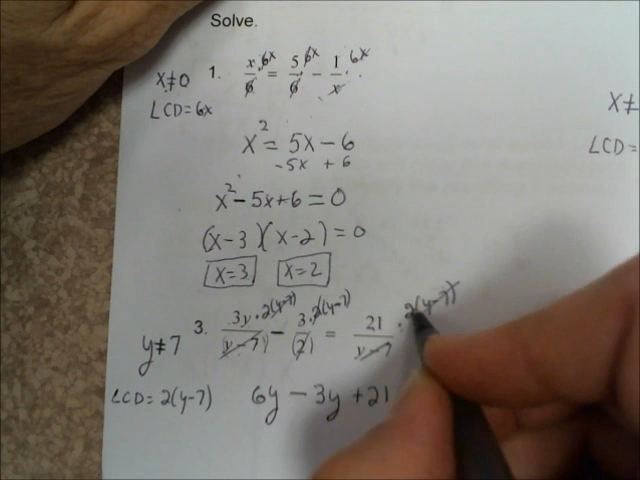 Solve.
x≠0 1. x/6 · 6x = 5/6 · 6x − 1/x · 6x
LCD = 6x
x² = 5x − 6
−5x + 6
x² − 5x + 6 = 0
(x−3)(x−2) = 0
x=3 x=2
y≠7 3. 3y/(y−7) · 2(y−7) − 3/(2) · 2(y−7) = 21/y−7 · 2(y−7)
LCD = 2(y−7) 6y − 3y + 21
x≠
LCD =